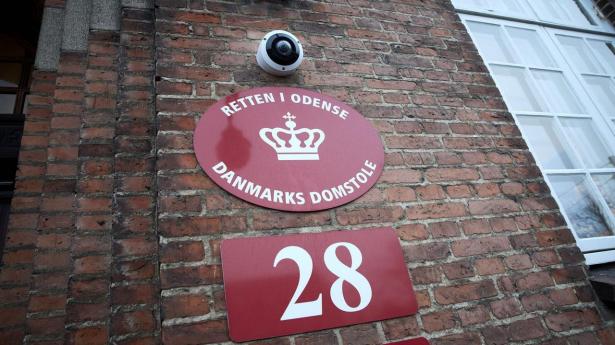 RETTEN I ODENSE
DANMARKS DOMSTOLE
28